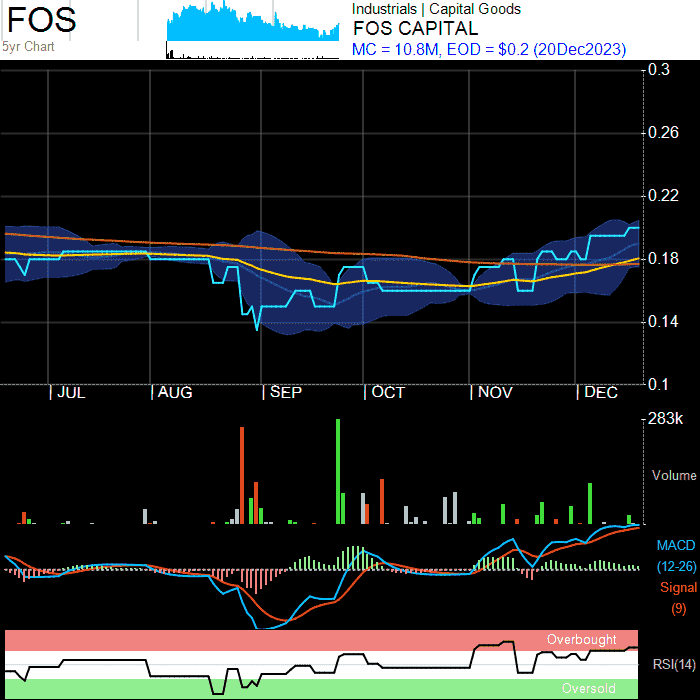 FOS
5yr Chart
Industrials | Capital Goods
FOS CAPITAL
MC = 10.8M, EOD = $0.2 (20Dec2023)
0.3
0.26
0.22
0.18
0.14
0.1
| JUL | AUG | SEP | OCT | NOV | DEC
283k
Volume
MACD
(12-26)
Signal
(9)
Overbought
RSI(14)
Oversold